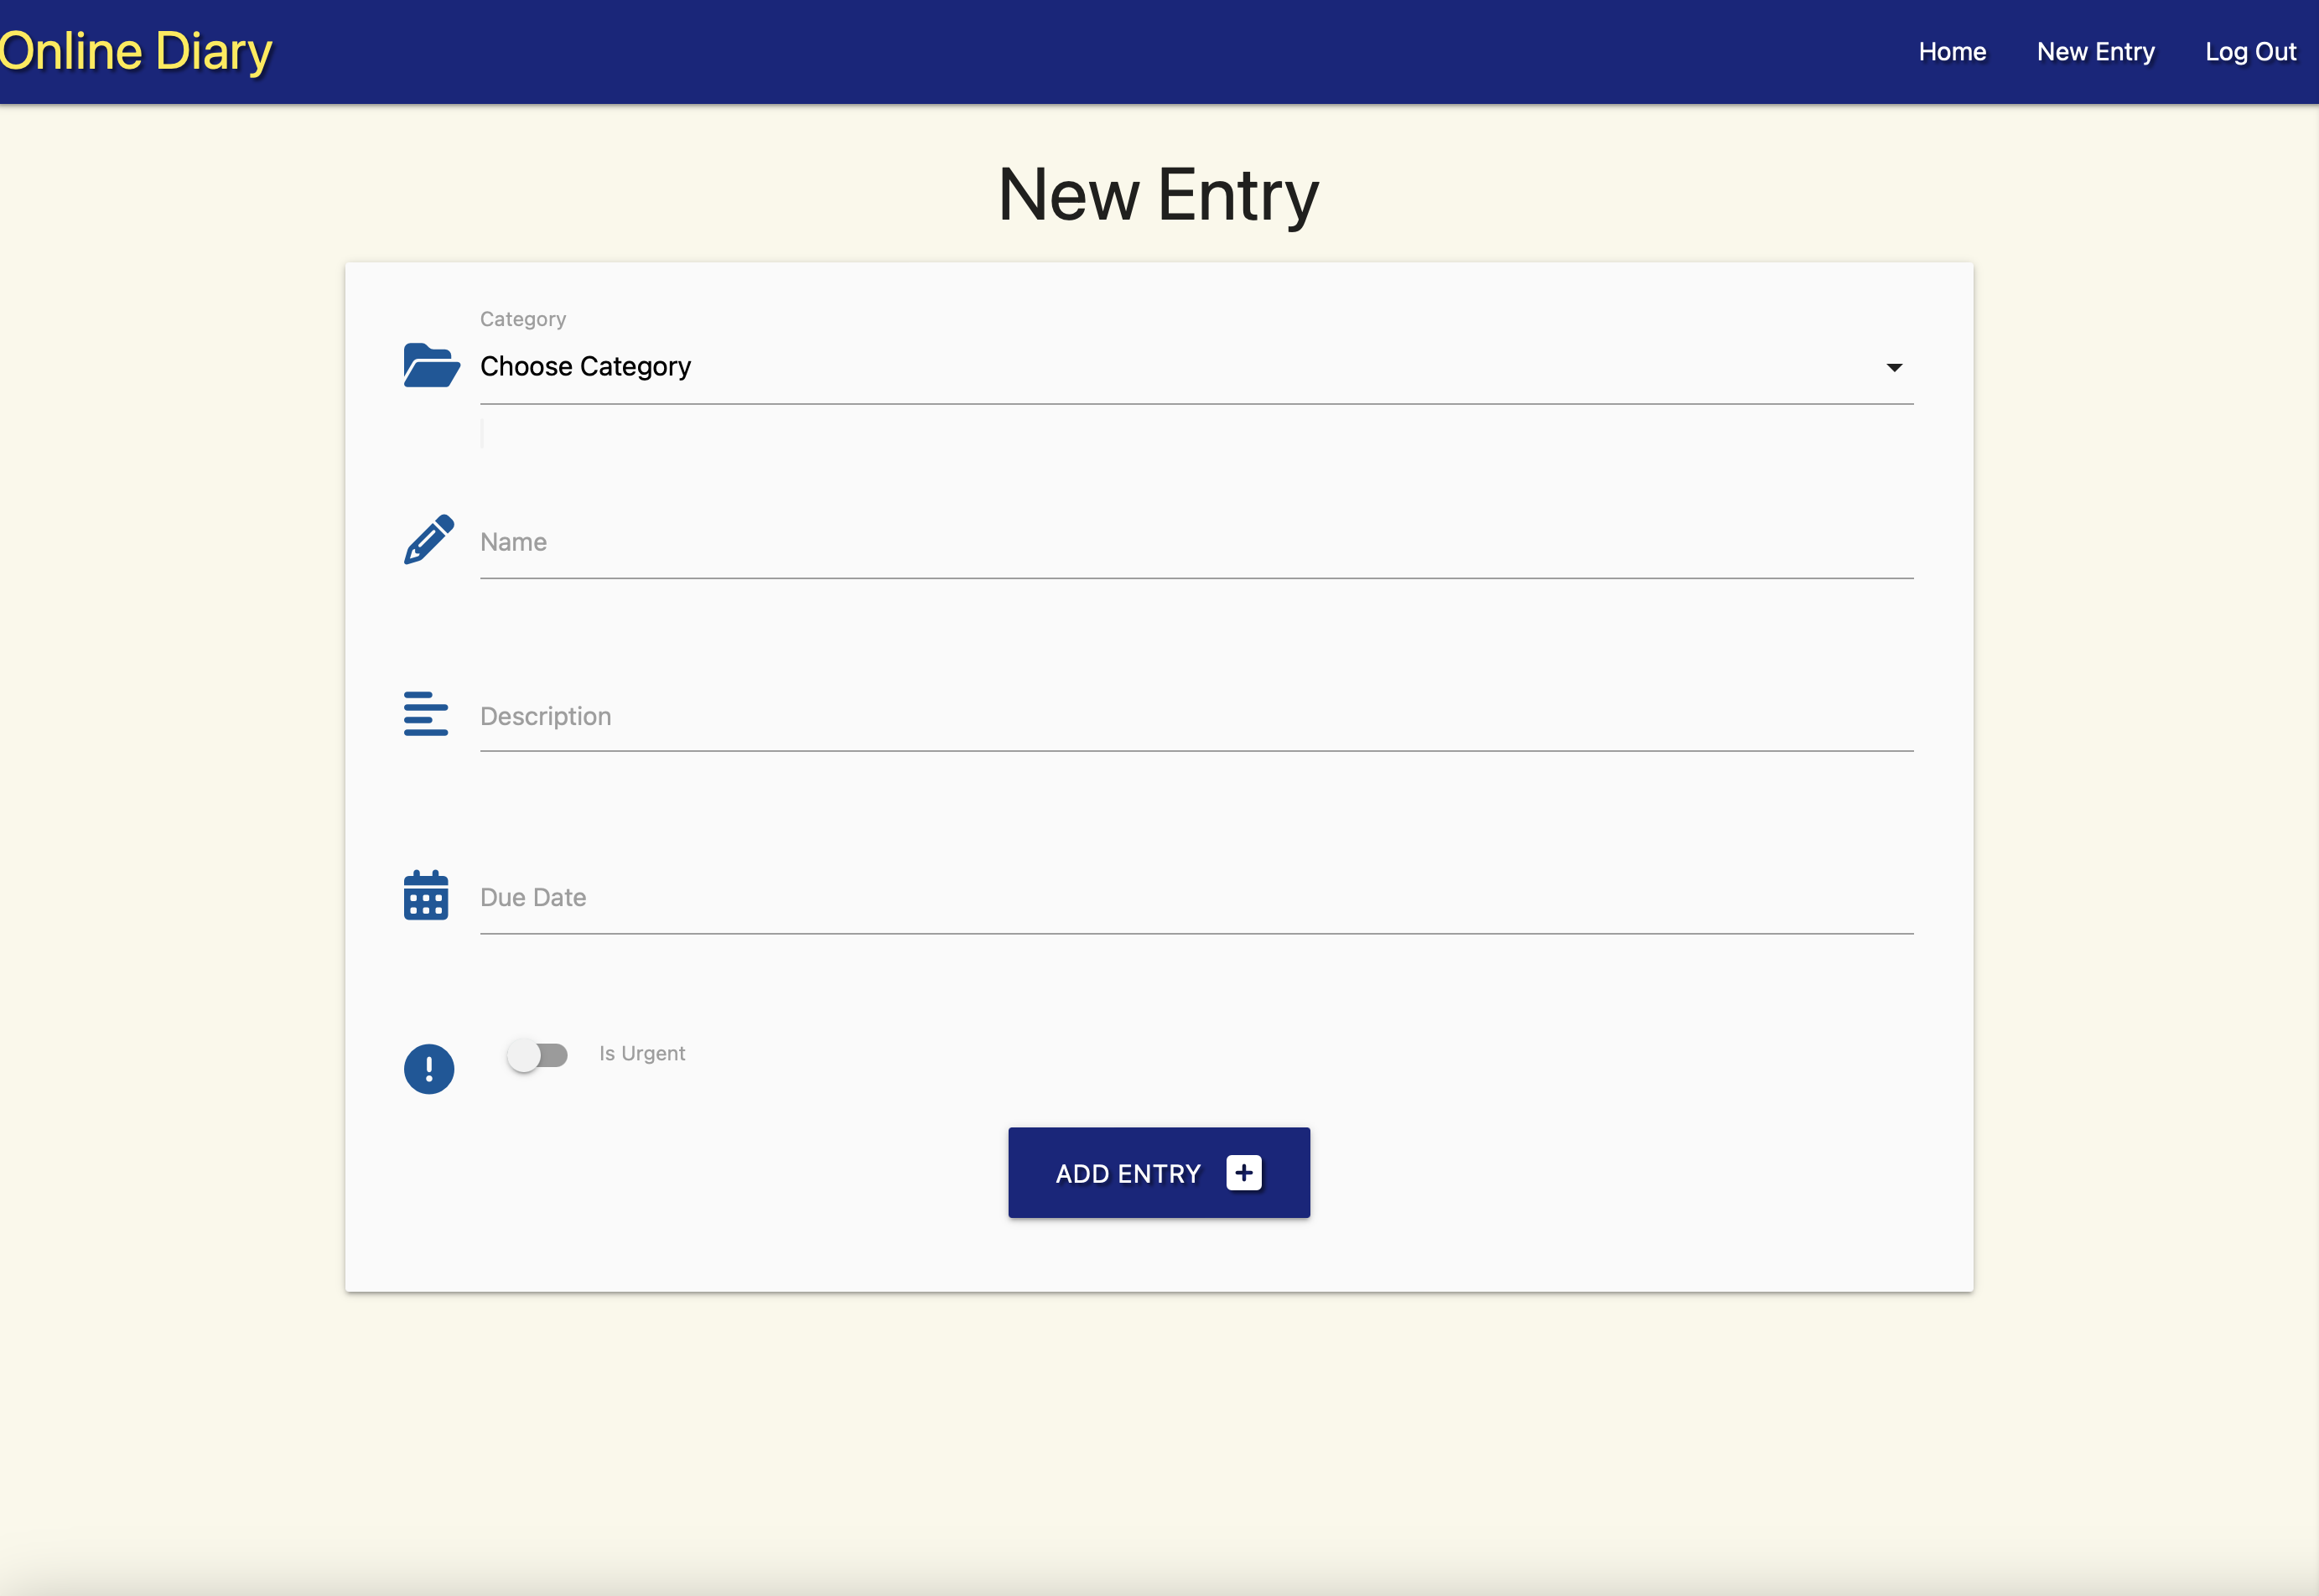 Online Diary
Home
New Entry
Log Out
New Entry
Category
Choose Category
Name
Description
Due Date
Is Urgent
ADD ENTRY